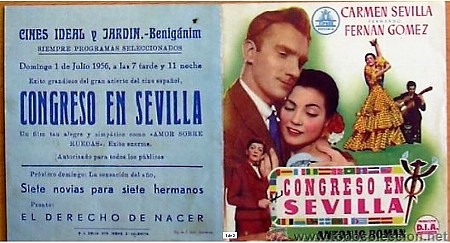 CINES IDEAL y JARDIN.-Benigánim
SIEMPRE PROGRAMAS SELECCIONADOS
Domingo 1 de Julio 1956, a las 7 tarde y 11 noche
Exito grandioso del gran acierto del cine español,
CONGRESO EN SEVILLA
Un film tan alegre y simpático como «AMOR SOBRE
RUEDAS». Exito enorme.
Autorizado para todos los públicos
Próximo domingo: La sensación del año,
Siete novias para siete hermanos
Pronto:
EL DERECHO DE NACER
CARMEN SEVILLA
FERNANDO
FERNAN GOMEZ
CONGRESO EN
SEVILLA
ANTONIO ROMAN
D.I.A.
todocoleccion.net